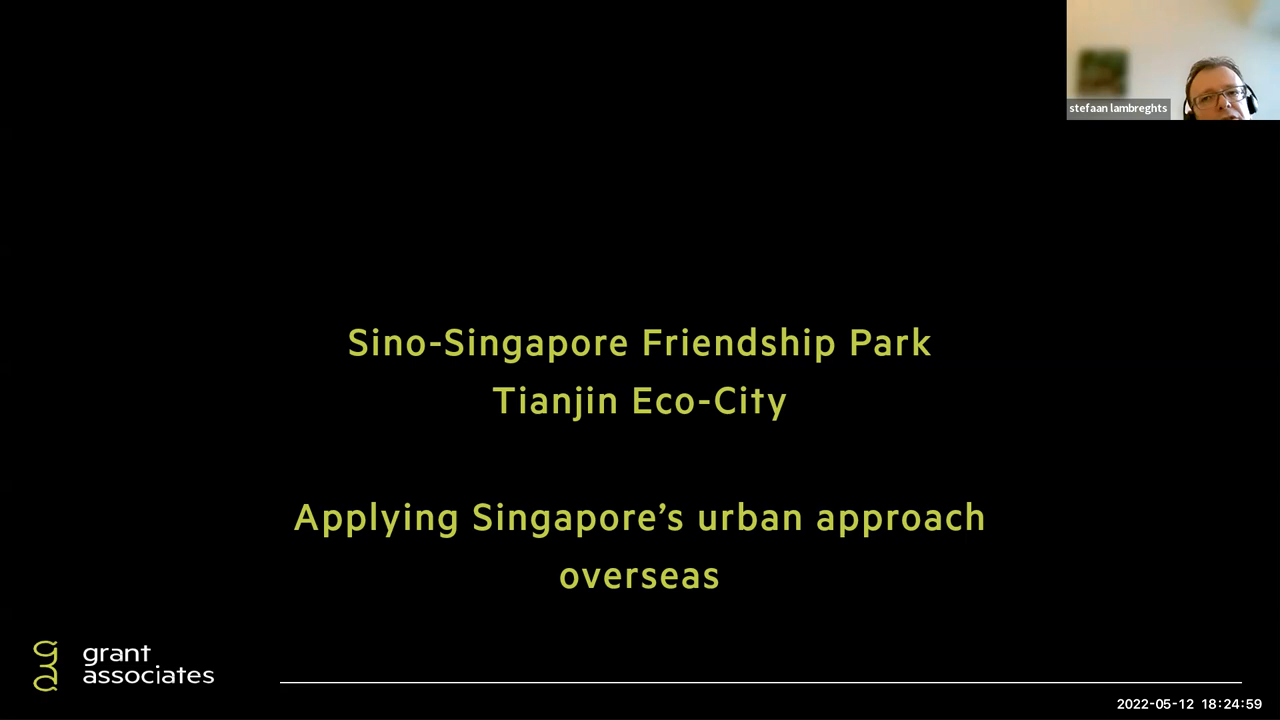 stefaan lambreghts
Sino-Singapore Friendship Park
Tianjin Eco-City
Applying Singapore’s urban approach
overseas
grant
associates
2022-05-12 18:24:59